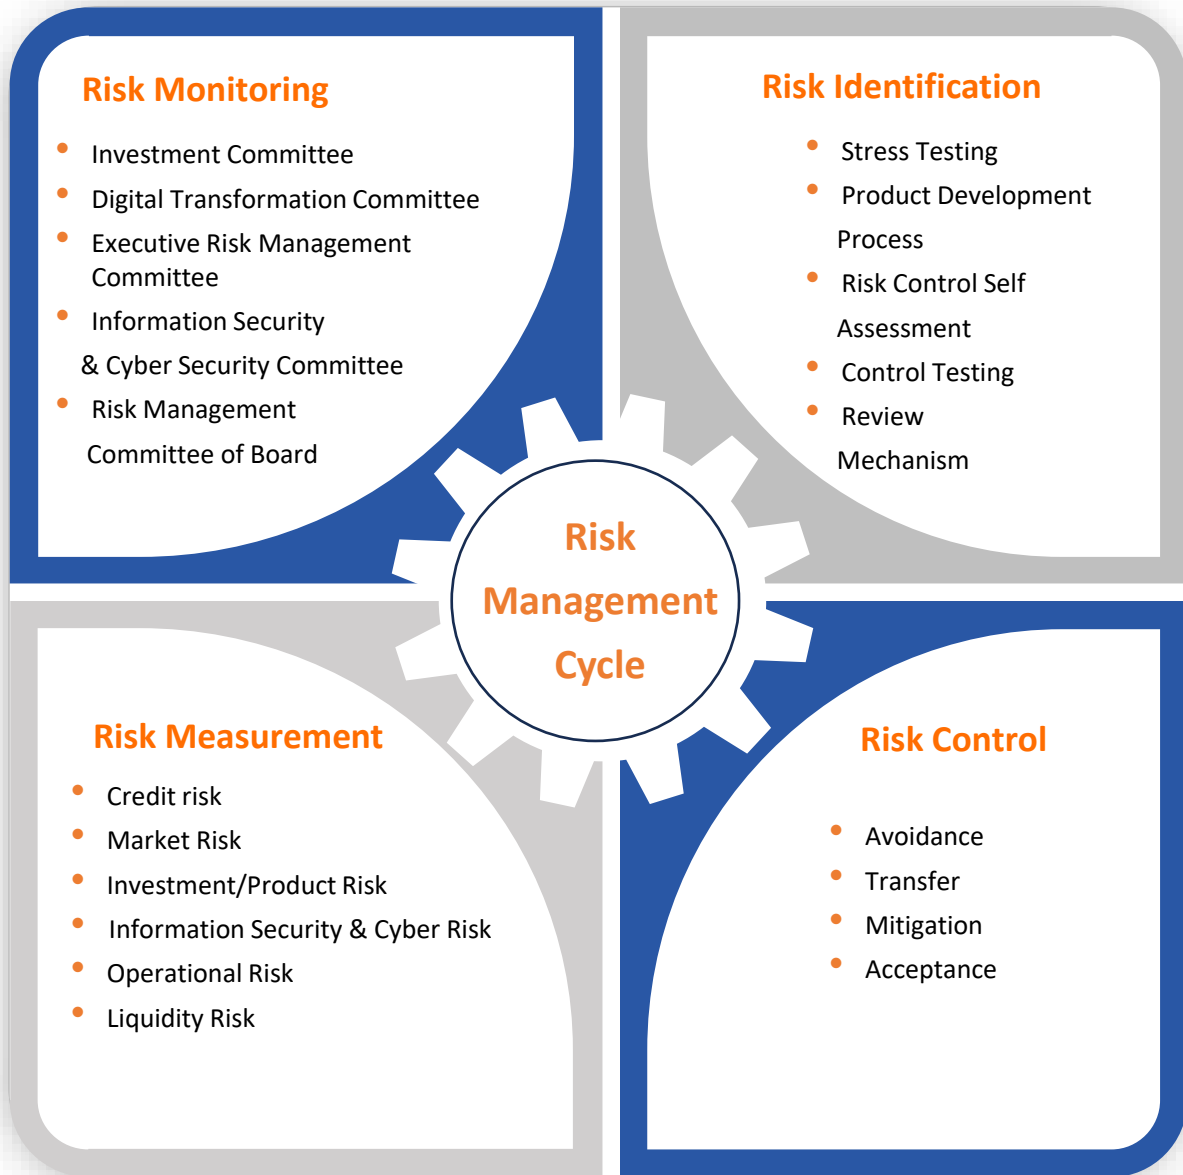 Risk Monitoring
• Investment Committee
• Digital Transformation Committee
• Executive Risk Management
Committee
• Information Security
& Cyber Security Committee
• Risk Management
Committee of Board
Risk Identification
• Stress Testing
• Product Development
Process
• Risk Control Self
Assessment
• Control Testing
• Review
Mechanism
Risk
Management
Cycle
Risk Measurement
• Credit risk
• Market Risk
• Investment/Product Risk
• Information Security & Cyber Risk
• Operational Risk
• Liquidity Risk
Risk Control
• Avoidance
• Transfer
• Mitigation
• Acceptance